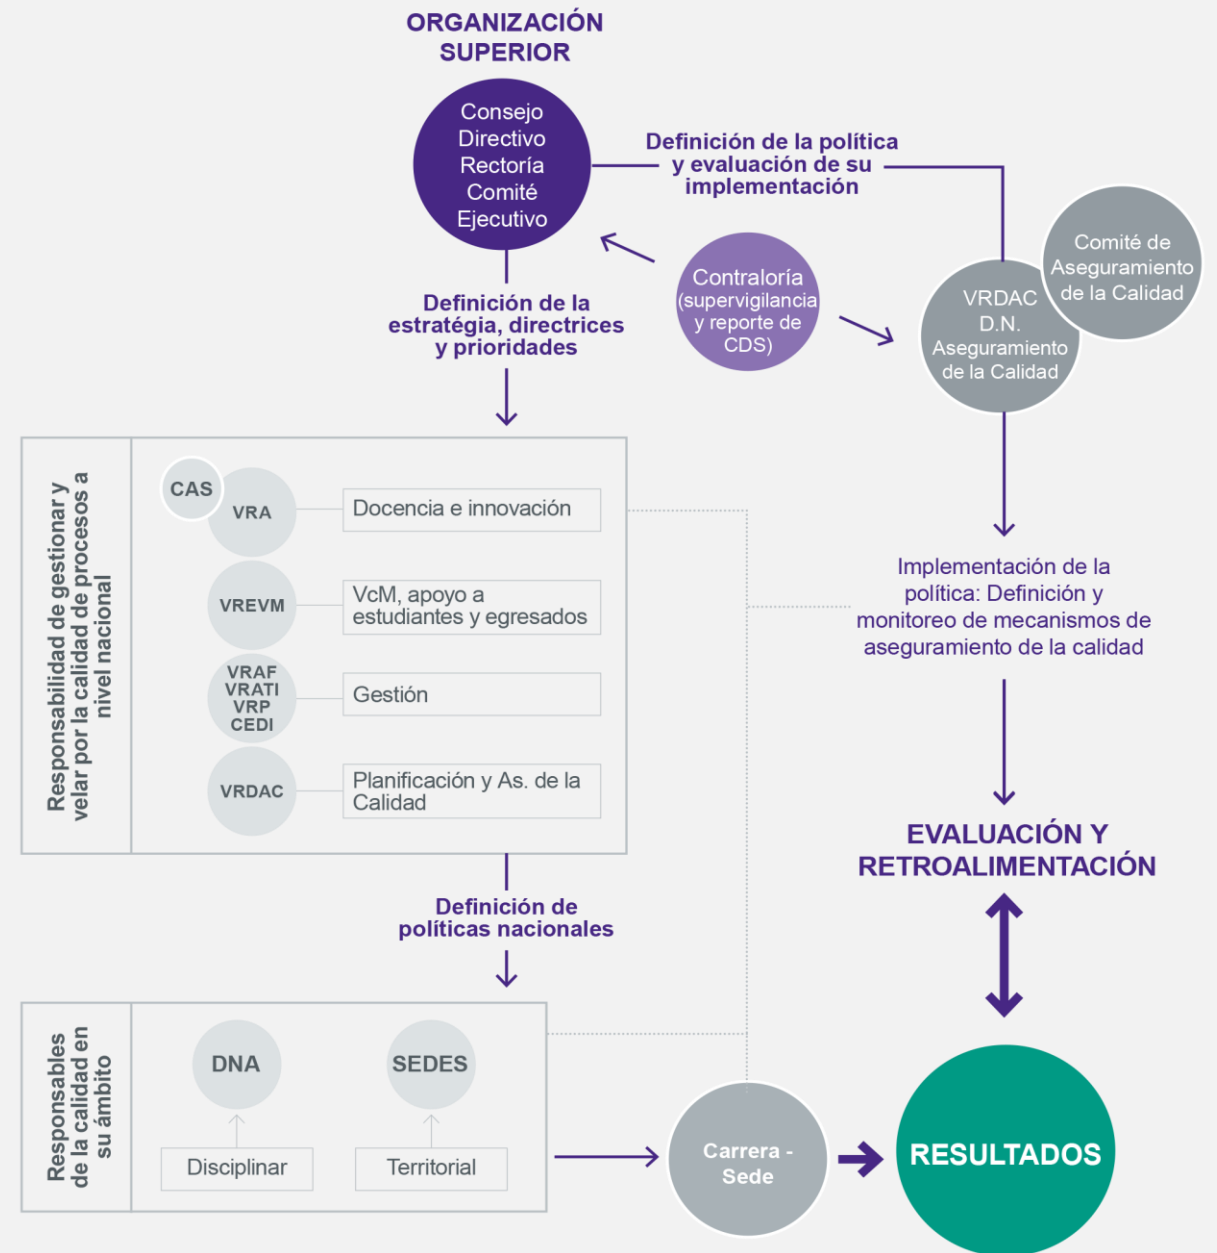 ORGANIZACIÓN
SUPERIOR
Consejo
Directivo
Rectoría
Comité
Ejecutivo
Definición de la política
y evaluación de su
implementación
Comité de
Aseguramiento
de la Calidad
Contraloría
(supervigilancia
y reporte de
CDS)
VRDAC
D.N.
Aseguramiento
de la Calidad
Definición de la
estratégia, directrices
y prioridades
Responsabilidad de gestionar y
velar por la calidad de procesos a
nivel nacional
CAS
VRA
Docencia e innovación
VREVM
VcM, apoyo a
estudiantes y egresados
VRAF
VRATI
VRP
CEDI
Gestión
VRDAC
Planificación y As. de la
Calidad
Implementación de la
política: Definición y
monitoreo de mecanismos de
aseguramiento de la calidad
EVALUACIÓN Y
RETROALIMENTACIÓN
Definición de
políticas nacionales
Responsables
de la calidad en
su ámbito
DNA
SEDES
Disciplinar
Territorial
Carrera -
Sede
RESULTADOS